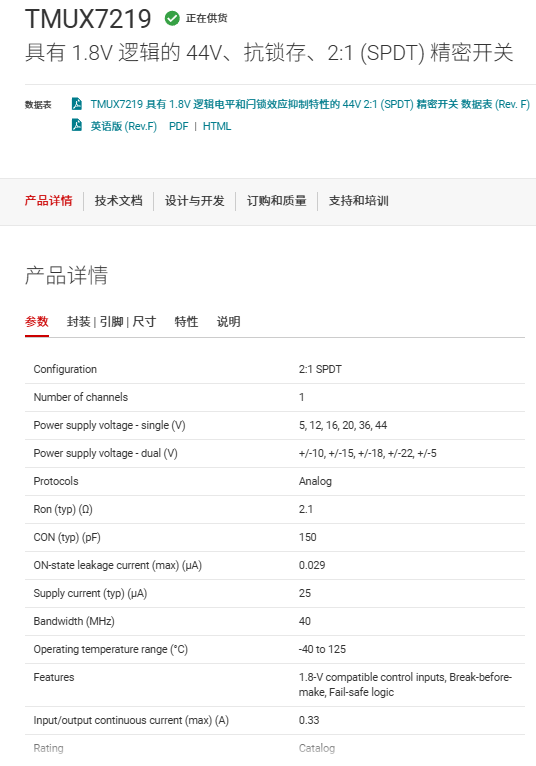 TMUX7219 正在供货
具有 1.8V 逻辑的 44V、抗锁存、2:1 (SPDT) 精密开关
数据表 TMUX7219 具有 1.8V 逻辑电平和闩锁效应抑制特性的 44V 2:1 (SPDT) 精密开关 数据表 (Rev. F)
英语版 (Rev.F) PDF | HTML
产品详情 技术文档 设计与开发 订购和质量 支持和培训
产品详情
参数 封装 | 引脚 | 尺寸 特性 说明
Configuration 2:1 SPDT
Number of channels 1
Power supply voltage - single (V) 5, 12, 16, 20, 36, 44
Power supply voltage - dual (V) +/-10, +/-15, +/-18, +/-22, +/-5
Protocols Analog
Ron (typ) (Ω) 2.1
CON (typ) (pF) 150
ON-state leakage current (max) (µA) 0.029
Supply current (typ) (µA) 25
Bandwidth (MHz) 40
Operating temperature range (°C) -40 to 125
Features 1.8-V compatible control inputs, Break-before-
make, Fail-safe logic
Input/output continuous current (max) (A) 0.33
Rating Catalog